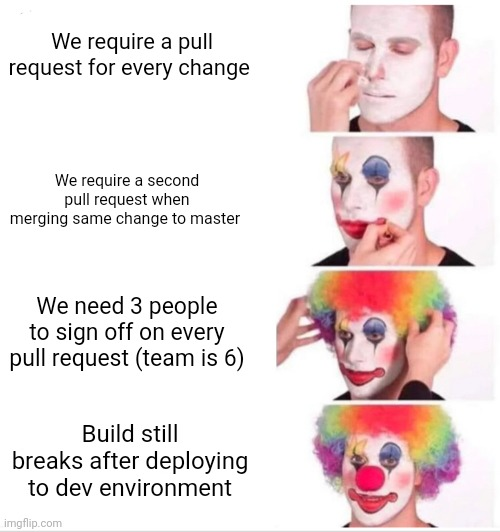 We require a pull
request for every change
We require a second
pull request when
merging same change to master
We need 3 people
to sign off on every
pull request (team is 6)
Build still
breaks after deploying
to dev environment
imgflip.com